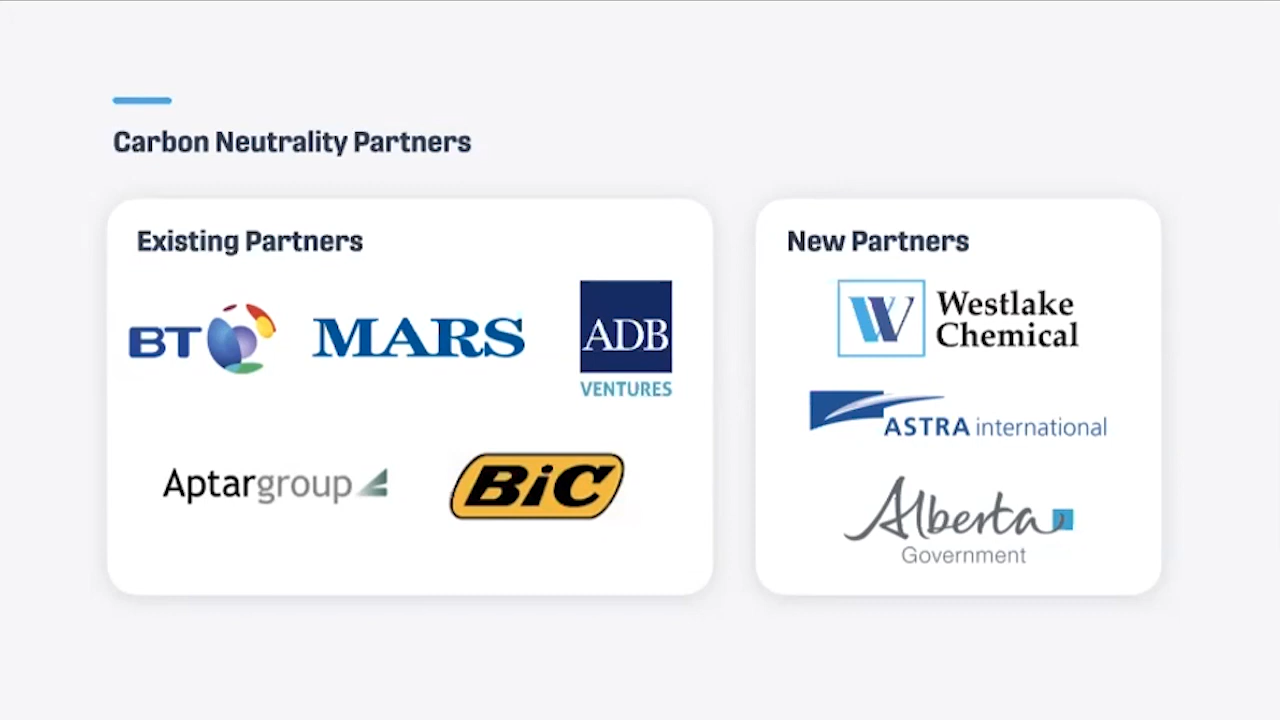 Carbon Neutrality Partners
Existing Partners
BT
MARS
ADB
VENTURES
Aptargroup
BiC
New Partners
W
Westlake
Chemical
ASTRA international
Alberta
Government